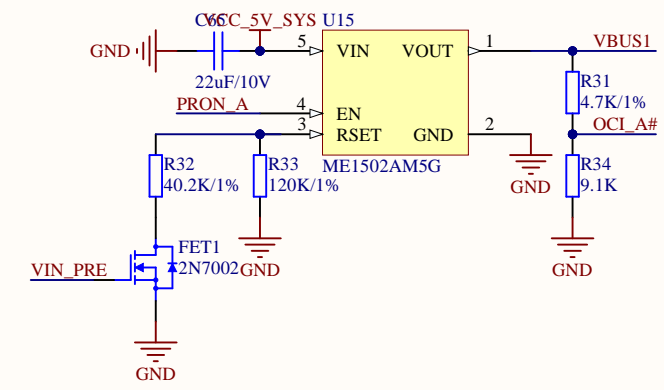 C65
VCC_5V_SYS
U15
GND
22uF/10V
5
VIN
VOUT
1
VBUS1
R31
4.7K/1%
PRON_A
4
EN
3
RSET
GND
2
OCI_A#
ME1502AM5G
R32
40.2K/1%
R33
120K/1%
GND
R34
9.1K
FET1
2N7002
GND
GND
VIN_PRE
GND